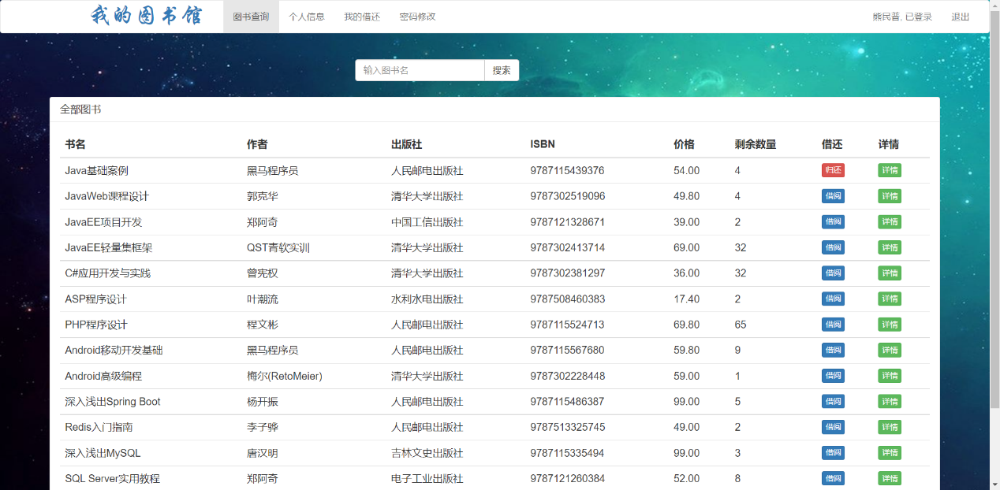 我的图书馆 图书查询 个人信息 我的借还 密码修改 熊民普, 已登录 退出
输入图书名 搜索
全部图书
书名 作者 出版社 ISBN 价格 剩余数量 借还 详情
Java基础案例 黑马程序员 人民邮电出版社 9787115439376 54.00 4 归还 详情
JavaWeb课程设计 郭克华 清华大学出版社 9787302519096 49.80 4 借阅 详情
JavaEE项目开发 郑阿奇 中国工信出版社 9787121328671 39.00 2 借阅 详情
JavaEE轻量集框架 QST青软实训 清华大学出版社 9787302413714 69.00 32 借阅 详情
C#应用开发与实践 曾宪权 清华大学出版社 9787302381297 36.00 32 借阅 详情
ASP程序设计 叶潮流 水利水电出版社 9787508460383 17.40 2 借阅 详情
PHP程序设计 程文彬 人民邮电出版社 9787115524713 69.80 65 借阅 详情
Android移动开发基础 黑马程序员 人民邮电出版社 9787115567680 59.80 9 借阅 详情
Android高级编程 梅尔(RetoMeier) 清华大学出版社 9787302228448 59.00 1 借阅 详情
深入浅出Spring Boot 杨开振 人民邮电出版社 9787115486387 99.00 5 借阅 详情
Redis入门指南 李子骅 人民邮电出版社 9787513325745 49.00 2 借阅 详情
深入浅出MySQL 唐汉明 吉林文史出版社 9787115335494 99.00 3 借阅 详情
SQL Server实用教程 郑阿奇 电子工业出版社 9787121260384 52.00 8 借阅 详情